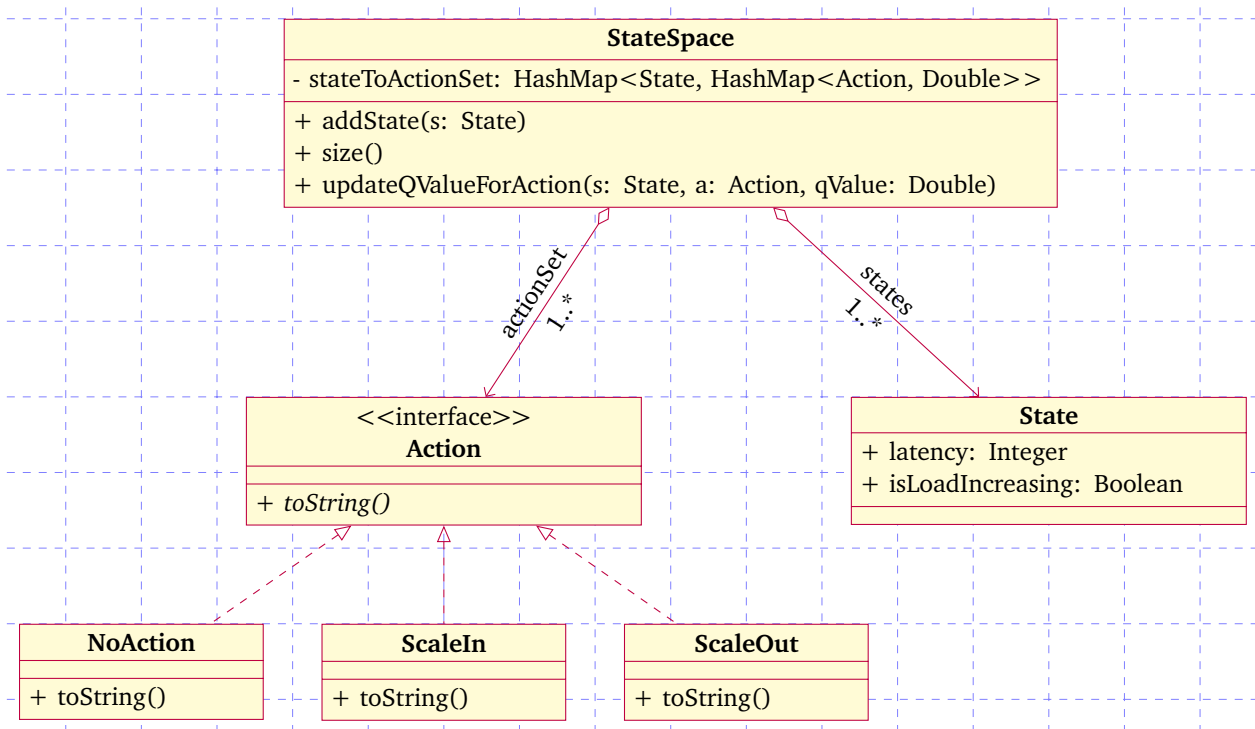 StateSpace
- stateToActionSet: HashMap<State, HashMap<Action, Double>>
+ addState(s: State)
+ size()
+ updateQValueForAction(s: State, a: Action, qValue: Double)
actionSet
1..*
states
1..*
<<interface>>
Action
+ toString()
State
+ latency: Integer
+ isLoadIncreasing: Boolean
NoAction
+ toString()
ScaleIn
+ toString()
ScaleOut
+ toString()